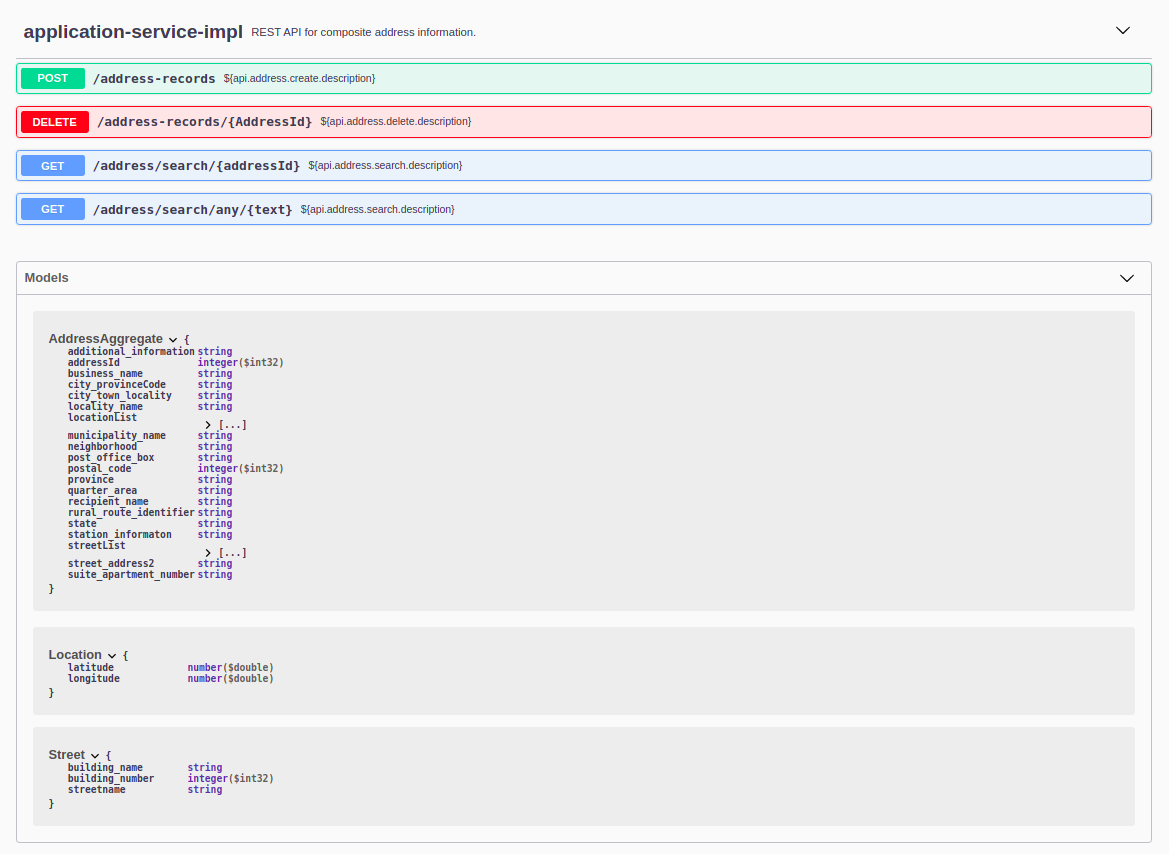 application-service-impl REST API for composite address information.
POST /address-records ${api.address.create.description}
DELETE /address-records/{AddressId} ${api.address.delete.description}
GET /address/search/{addressId} ${api.address.search.description}
GET /address/search/any/{text} ${api.address.search.description}
Models
AddressAggregate {
additional_information string
addressId integer($int32)
business_name string
city_provinceCode string
city_town_locality string
locality_name string
locationList
[...]
municipality_name string
neighborhood string
post_office_box string
postal_code integer($int32)
province string
quarter_area string
recipient_name string
rural_route_identifier string
state string
station_informaton string
streetList
[...]
street_address2 string
suite_apartment_number string
}
Location {
latitude number($double)
longitude number($double)
}
Street {
building_name string
building_number integer($int32)
streetname string
}